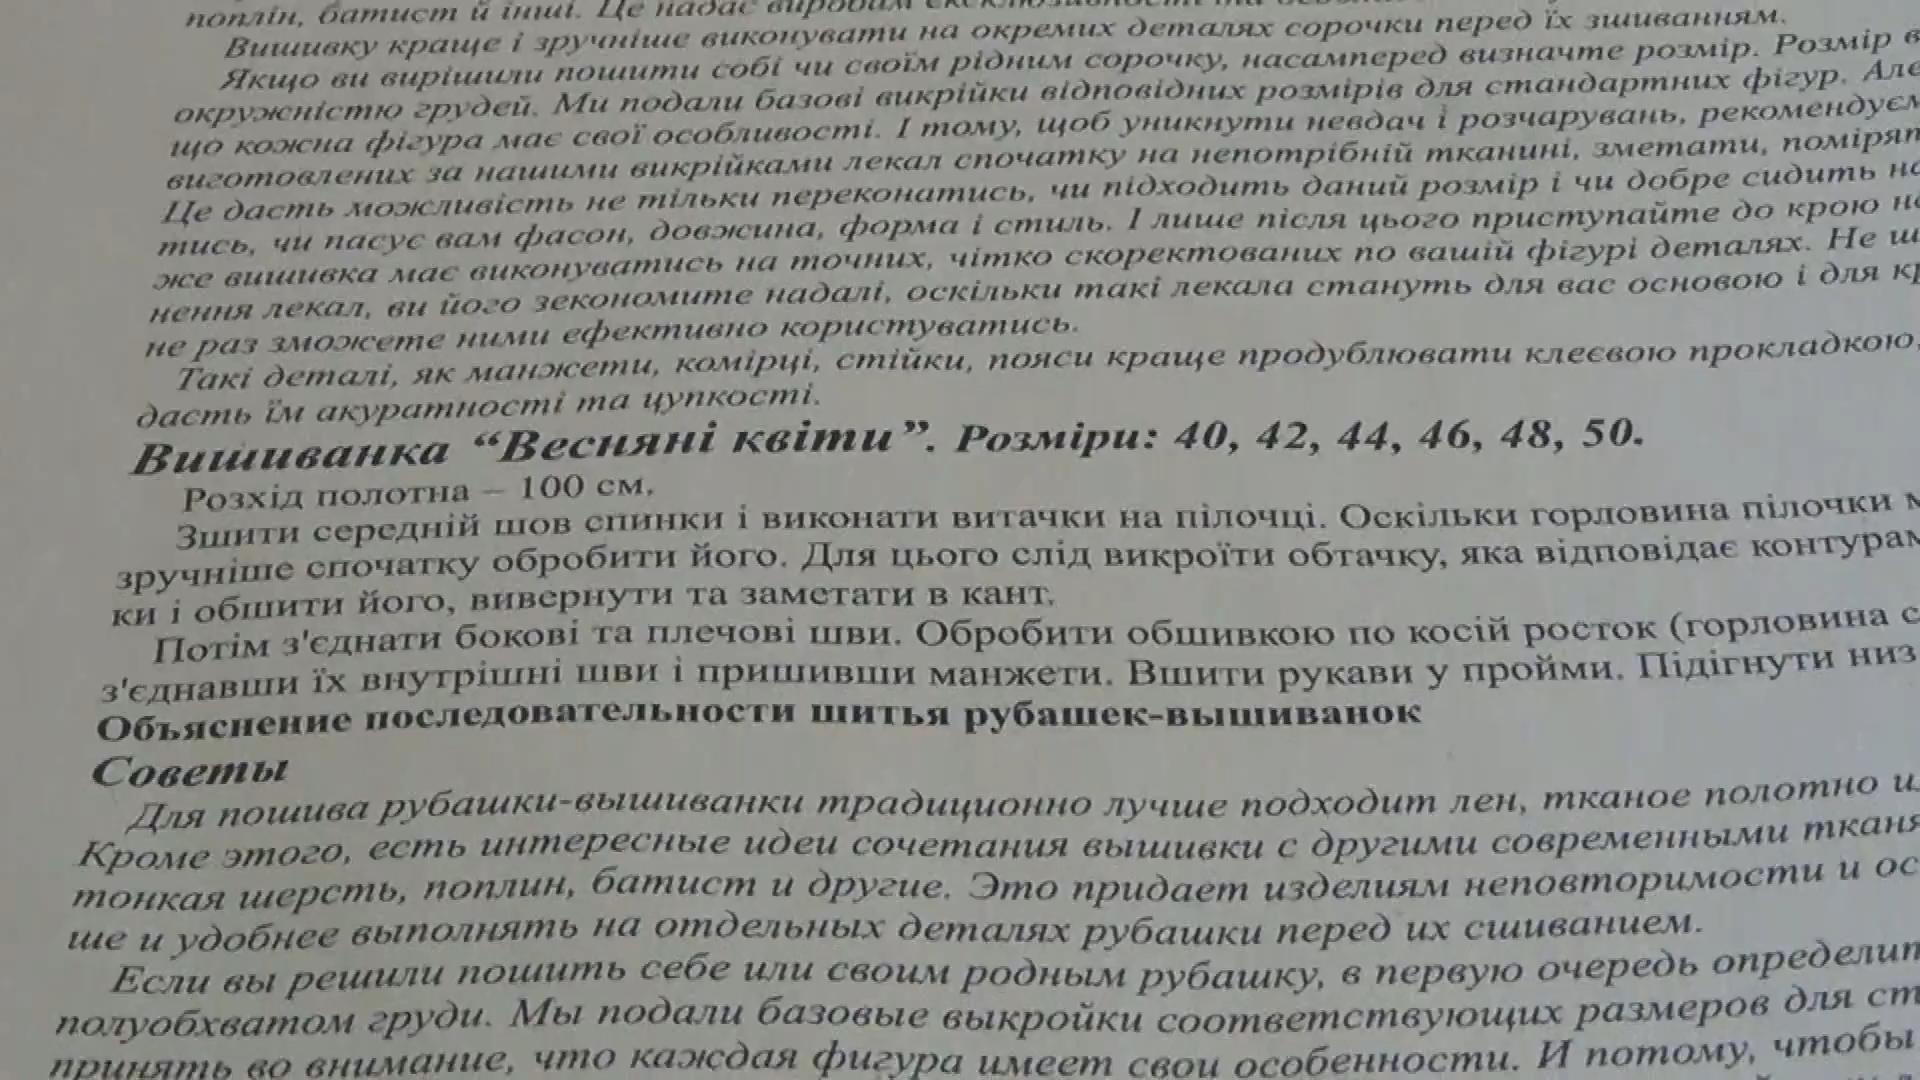 поплін, батист й інші. Це надає виробам
Вишивку краще і зручніше виконувати на окремих деталях сорочки перед їх зшиванням.
Якщо ви вирішили пошити собі чи своїм рідним сорочку, насамперед визначте розмір. Розмір в
окружністю грудей. Ми подали базові викрійки відповідних розмірів для стандартних фігур. Але
що кожна фігура має свої особливості. І тому, щоб уникнути невдач і розчарувань, рекомендуєм
виготовлених за нашими викрійками лекал спочатку на непотрібній тканині, зметати, помірят
Це дасть можливість не тільки переконатись, чи підходить даний розмір і чи добре сидить на
тись, чи пасує вам фасон, довжина, форма і стиль. І лише після цього приступайте до крою
же вишивка має виконуватись на точних, чітко скоректованих по вашій фігурі деталях. Не ш
нення лекал, ви його зекономите надалі, оскільки такі лекала стануть для вас основою і для кр
не раз зможете ними ефективно користуватись.
Такі деталі, як манжети, комірці, стійки, пояси краще продублювати клеєвою прокладкою,
дасть їм акуратності та цупкості.
Вишиванка “Весняні квіти”. Розміри: 40, 42, 44, 46, 48, 50.
Розхід полотна – 100 см.
Зшити середній шов спинки і виконати витачки на пілочці. Оскільки горловина пілочки м
зручніше спочатку обробити його. Для цього слід викроїти обтачку, яка відповідає контурам
ки і обшити його, вивернути та заметати в кант.
Потім з'єднати бокові та плечові шви. Обробити обшивкою по косій росток (горловина с
з'єднавши їх внутрішні шви і пришивши манжети. Вшити рукави у пройми. Підігнути низ
Объяснение последовательности шитья рубашек-вышиванок
Советы
Для пошива рубашки-вышиванки традиционно лучше подходит лен, тканое полотно и
Кроме этого, есть интересные идеи сочетания вышивки с другими современными тканя
тонкая шерсть, поплин, батист и другие. Это придает изделиям неповторимости и ос
ше и удобнее выполнять на отдельных деталях рубашки перед их сшиванием.
Если вы решили пошить себе или своим родным рубашку, в первую очередь определит
полуобхватом груди. Мы подали базовые выкройки соответствующих размеров для ст
принять во внимание, что каждая фигура имеет свои особенности. И потому, чтобы